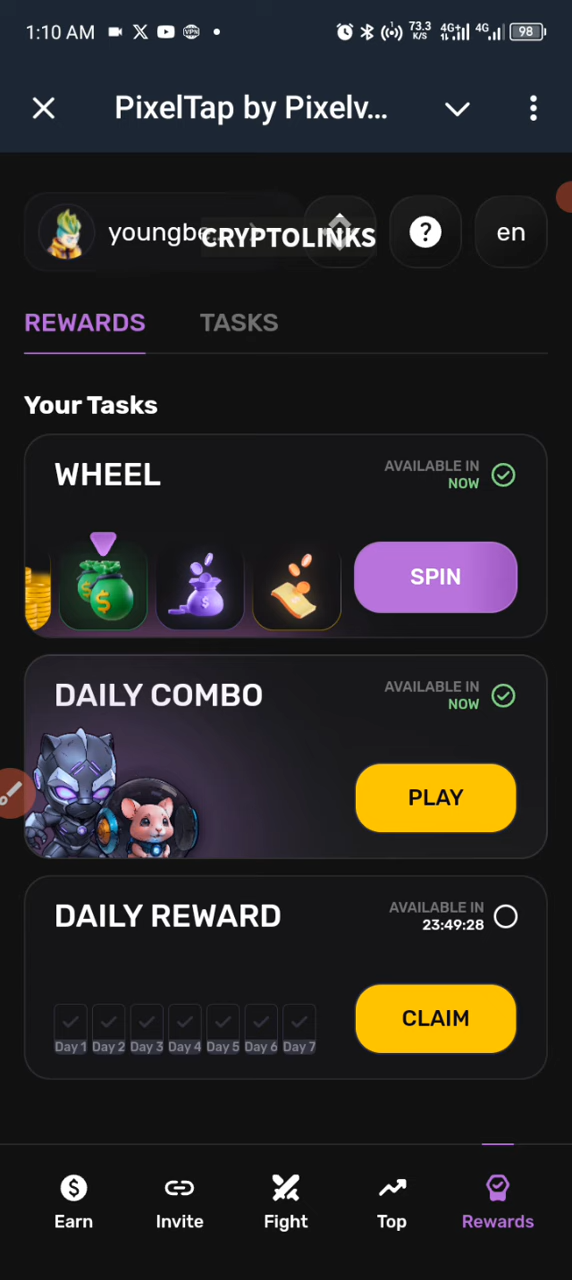 1:10 AM
73.3
K/S
4G+
4G
98
PixelTap by Pixelv...
youngbe...
CRYPTOLINKS
?
en
REWARDS TASKS
Your Tasks
WHEEL
AVAILABLE IN
NOW
SPIN
DAILY COMBO
AVAILABLE IN
NOW
PLAY
DAILY REWARD
AVAILABLE IN
23:49:28
CLAIM
Day 1 Day 2 Day 3 Day 4 Day 5 Day 6 Day 7
Earn Invite Fight Top Rewards